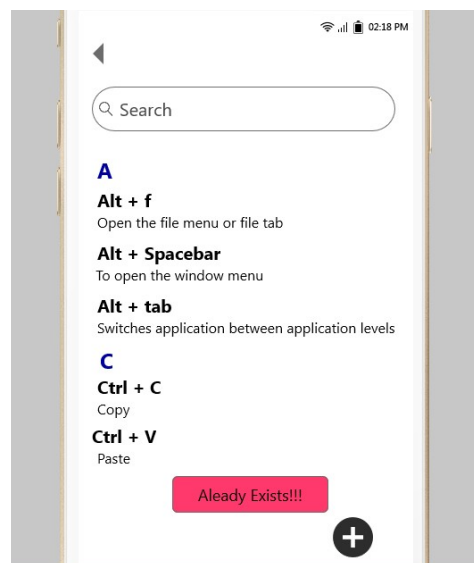 02:18 PM
Search
A
Alt + f
Open the file menu or file tab
Alt + Spacebar
To open the window menu
Alt + tab
Switches application between application levels
C
Ctrl + C
Copy
Ctrl + V
Paste
Aleady Exists!!!